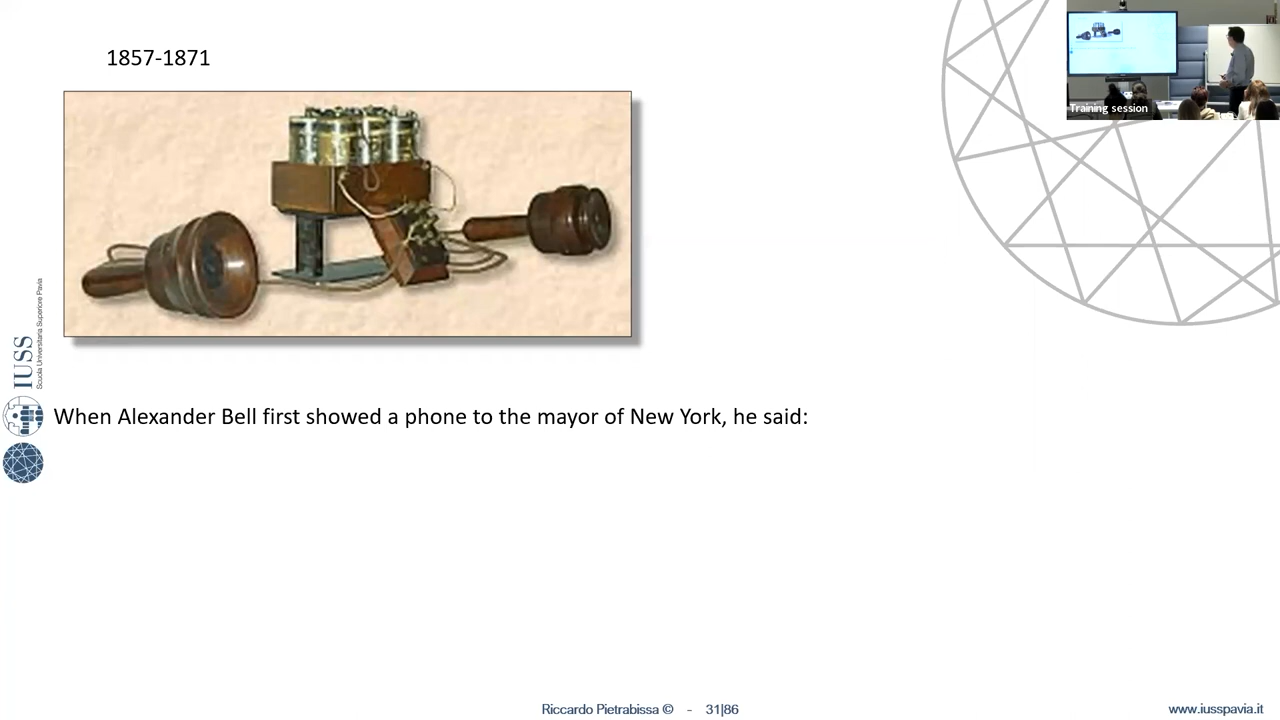 1857-1871
Training session
IUSS
Scuola Universitaria Superiore Pavia
When Alexander Bell first showed a phone to the mayor of New York, he said:
Riccardo Pietrabissa © - 31|86
www.iusspavia.it